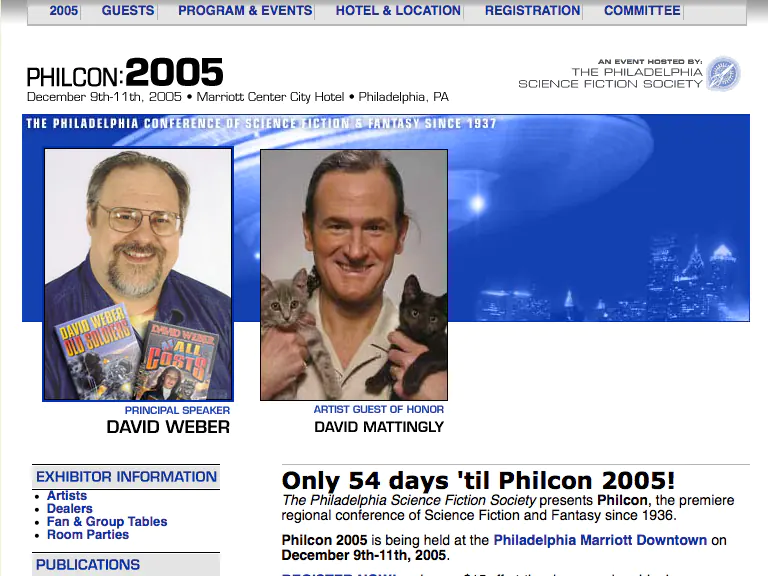 2005 GUESTS PROGRAM & EVENTS HOTEL & LOCATION REGISTRATION COMMITTEE
PHILCON:2005
December 9th-11th, 2005 • Marriott Center City Hotel • Philadelphia, PA
AN EVENT HOSTED BY:
THE PHILADELPHIA
SCIENCE FICTION SOCIETY
THE PHILADELPHIA CONFERENCE OF SCIENCE FICTION & FANTASY SINCE 1937
DAVID WEBER
OLD SOLDIERS
DAVID WEBER
AT ALL
COSTS
PRINCIPAL SPEAKER
DAVID WEBER
ARTIST GUEST OF HONOR
DAVID MATTINGLY
EXHIBITOR INFORMATION
• Artists
• Dealers
• Fan & Group Tables
• Room Parties
PUBLICATIONS
Only 54 days 'til Philcon 2005!
The Philadelphia Science Fiction Society presents Philcon, the premiere
regional conference of Science Fiction and Fantasy since 1936.
Philcon 2005 is being held at the Philadelphia Marriott Downtown on
December 9th-11th, 2005.